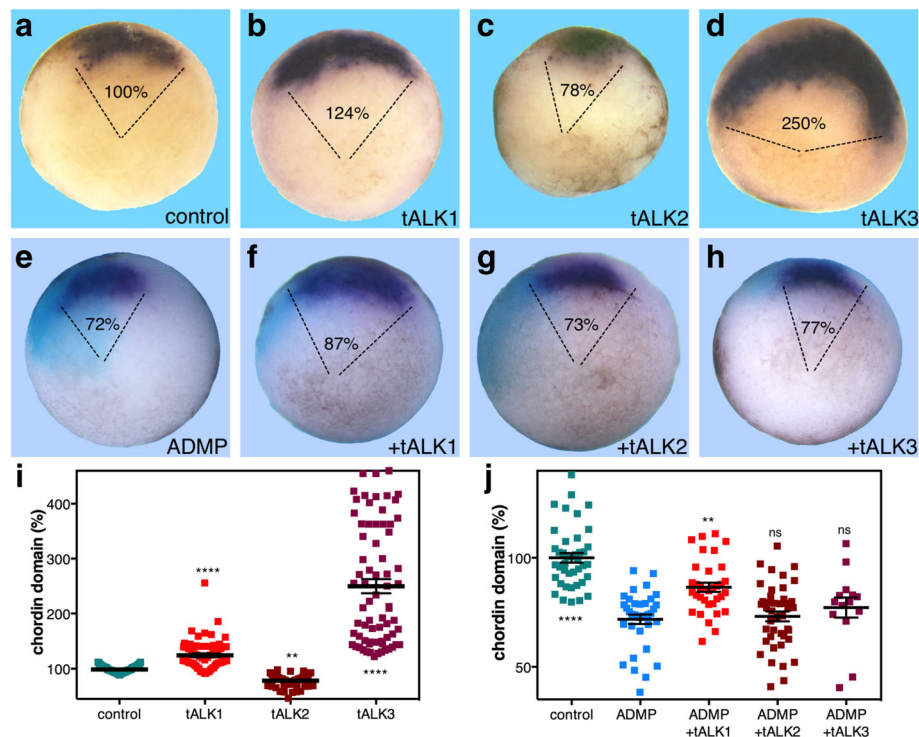 a b c d
100% 124% 78% 250%
control tALK1 tALK2 tALK3
e f g h
72% 87% 73% 77%
ADMP +tALK1 +tALK2 +tALK3
i
chordin domain (%)
400
300
200
100
****
**
****
control tALK1 tALK2 tALK3
j
chordin domain (%)
100
50
****
**
ns
ns
control ADMP ADMP ADMP ADMP
+tALK1 +tALK2 +tALK3